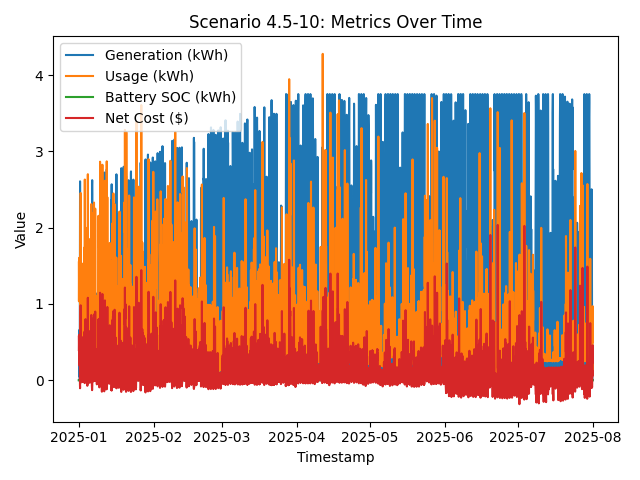 Scenario 4.5-10: Metrics Over Time
Generation (kWh)
Usage (kWh)
Battery SOC (kWh)
Net Cost ($)
Value
4
3
2
1
0
2025-01 2025-02 2025-03 2025-04 2025-05 2025-06 2025-07 2025-08
Timestamp